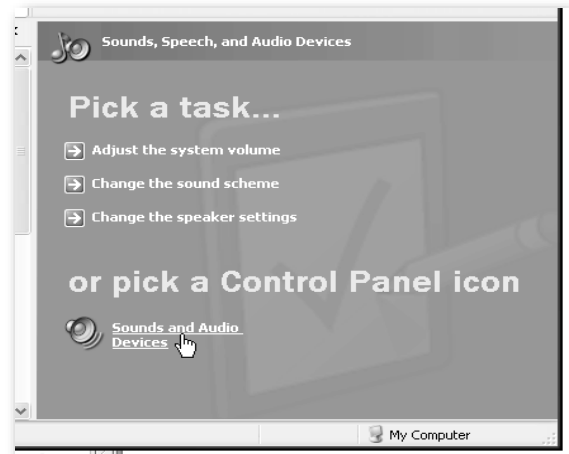 Sounds, Speech, and Audio Devices
Pick a task...
Adjust the system volume
Change the sound scheme
Change the speaker settings
or pick a Control Panel icon
Sounds and Audio
Devices
My Computer